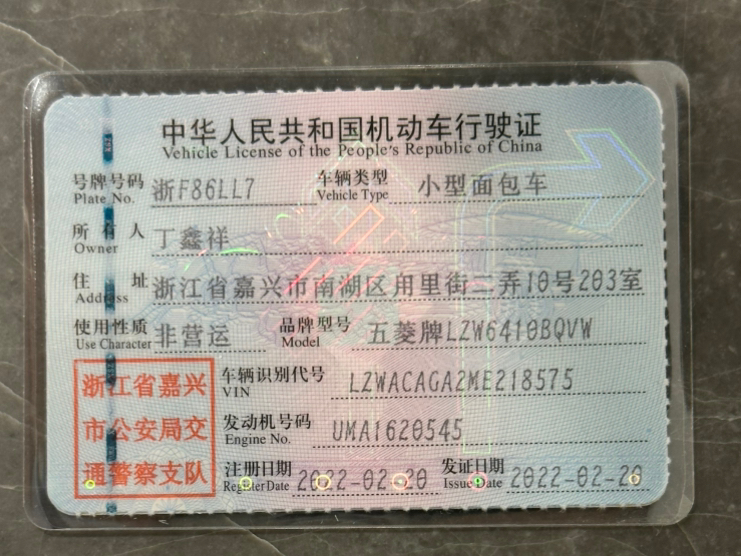 中华人民共和国机动车行驶证
Vehicle License of the People's Republic of China
号牌号码 浙F86LL7 车辆类型 小型面包车
Plate No. Vehicle Type
所有人 丁鑫祥
Owner
住址 浙江省嘉兴市南湖区甪里街二弄10号203室
Address
使用性质 非营运 品牌型号 五菱牌LZW6410BQVW
Use Character Model
浙江省嘉兴 车辆识别代号 LZWACAGA2ME218575
VIN
市公安局交 发动机号码 UMA1620545
Engine No.
通警察支队 注册日期 2022-02-20 发证日期 2022-02-20
Register Date Issue Date